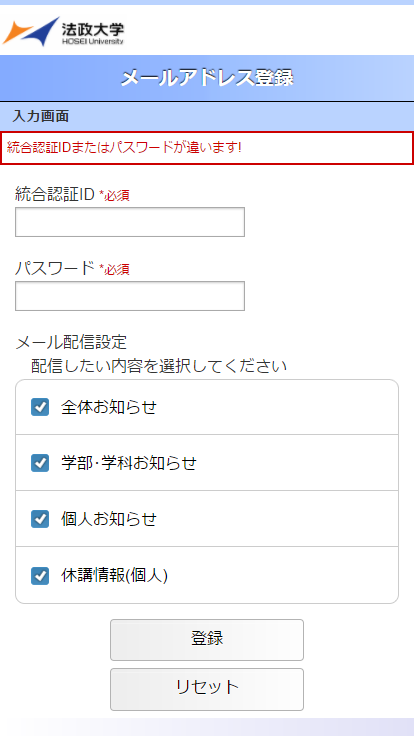 法政大学
HOSEI University
メールアドレス登録
入力画面
統合認証IDまたはパスワードが違います!
統合認証ID *必須
パスワード *必須
メール配信設定
配信したい内容を選択してください
全体お知らせ
学部･学科お知らせ
個人お知らせ
休講情報(個人)
登録
リセット